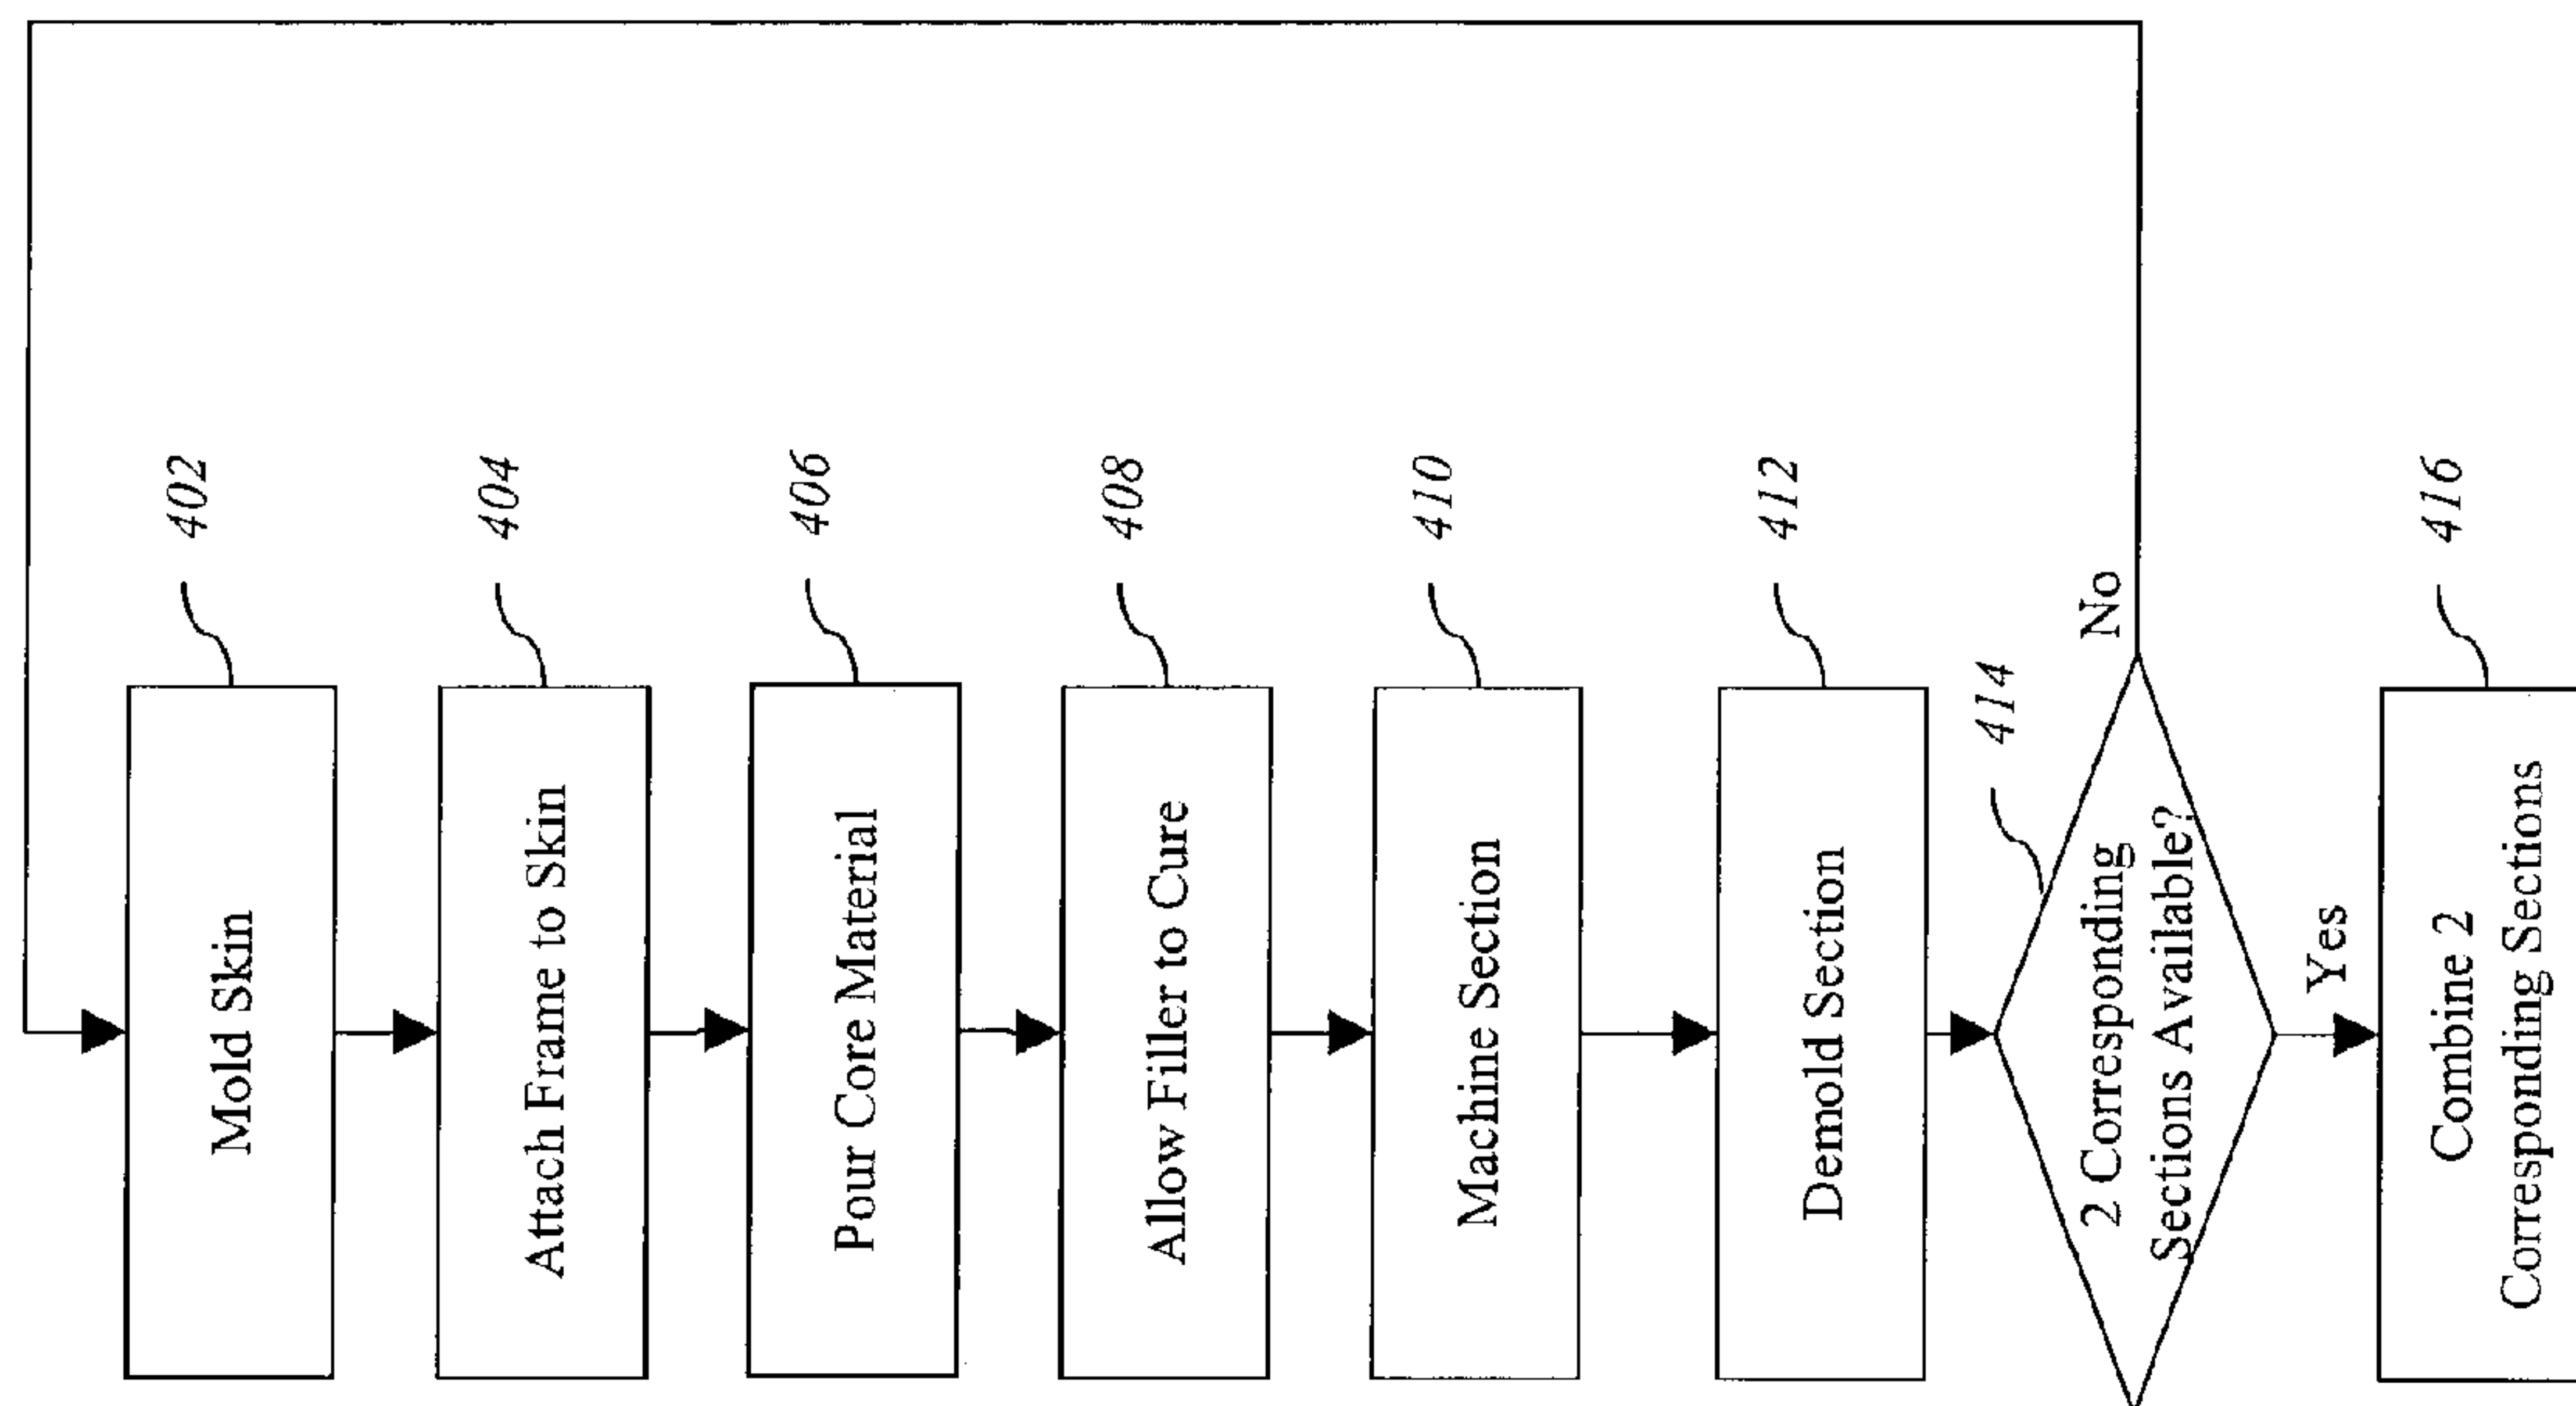 Mold Skin
402
Attach Frame to Skin
404
Pour Core Material
406
Allow Filler to Cure
408
Machine Section
410
Demold Section
412
2 Corresponding
Sections Available?
414
No
Yes
Combine 2
Corresponding Sections
416